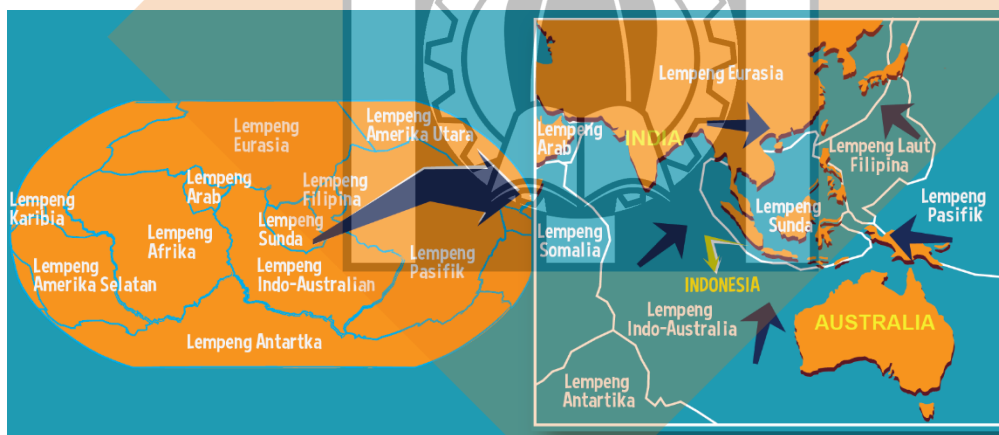 Lempeng
Eurasia
Lempeng
Amerika Utara
Lempeng
Karibia
Lempeng
Arab
Lempeng
Filipina
Lempeng
Afrika
Lempeng
Sunda
Lempeng
Pasifik
Lempeng
Amerika Selatan
Lempeng
Indo-Australian
Lempeng Antartka
Lempeng Eurasia
Lempeng
Arab
INDIA
Lempeng Laut
Filipina
Lempeng
Pasifik
Lempeng
Sunda
Lempeng
Somalia
INDONESIA
Lempeng
Indo-Australia
AUSTRALIA
Lempeng
Antartika